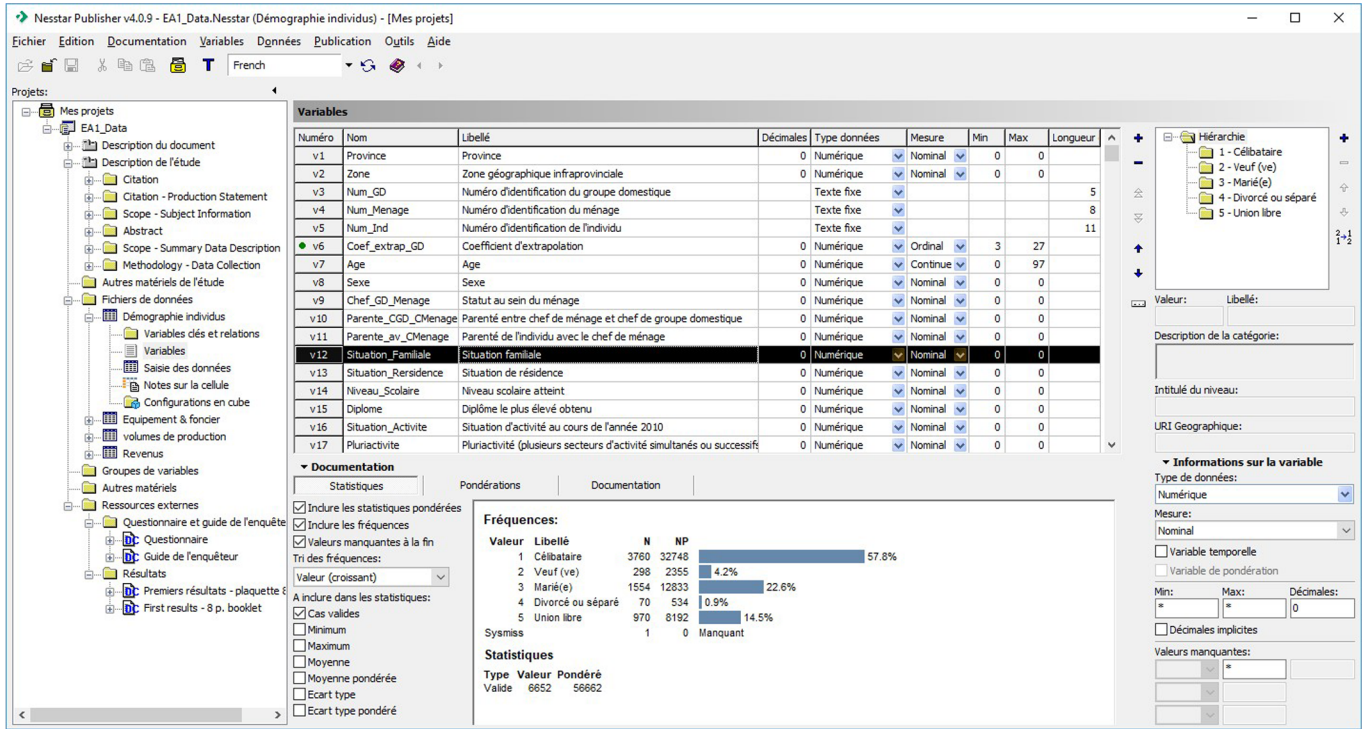 Nesstar Publisher v4.0.9 - EA1_Data.Nesstar (Démographie individus) - [Mes projets]
Fichier Edition Documentation Variables Données Publication Outils Aide
T French
Projets:
Mes projets
EA1_Data
Description du document
Description de l'étude
Citation
Citation - Production Statement
Scope - Subject Information
Abstract
Scope - Summary Data Description
Methodology - Data Collection
Autres matériels de l'étude
Fichiers de données
Démographie individus
Variables clés et relations
Variables
Saisie des données
Notes sur la cellule
Configurations en cube
Equipement & foncier
volumes de production
Revenus
Groupes de variables
Autres matériels
Ressources externes
Questionnaire et guide de l'enquête
DC Questionnaire
DC Guide de l'enquêteur
Résultats
DC Premiers résultats - plaquette 8
DC First results - 8 p. booklet
Variables
Numéro Nom Libellé Décimales Type données Mesure Min Max Longueur
v1 Province Province 0 Numérique Nominal 0 0
v2 Zone Zone géographique infraprovinciale 0 Numérique Nominal 0 0
v3 Num_GD Numéro d'identification du groupe domestique Texte fixe 5
v4 Num_Menage Numéro d'identification du ménage Texte fixe 8
v5 Num_Ind Numéro d'identification de l'individu Texte fixe 11
v6 Coef_extrap_GD Coefficient d'extrapolation 0 Numérique Ordinal 3 27
v7 Age Age 0 Numérique Continue 0 97
v8 Sexe Sexe 0 Numérique Nominal 0 0
v9 Chef_GD_Menage Statut au sein du ménage 0 Numérique Nominal 0 0
v10 Parente_CGD_CMenage Parenté entre chef de ménage et chef de groupe domestique 0 Numérique Nominal 0 0
v11 Parente_av_CMenage Parenté de l'individu avec le chef de ménage 0 Numérique Nominal 0 0
v12 Situation_Familiale Situation familiale 0 Numérique Nominal 0 0
v13 Situation_Rersidence Situation de résidence 0 Numérique Nominal 0 0
v14 Niveau_Scolaire Niveau scolaire atteint 0 Numérique Nominal 0 0
v15 Diplome Diplôme le plus élevé obtenu 0 Numérique Nominal 0 0
v16 Situation_Activite Situation d'activité au cours de l'année 2010 0 Numérique Nominal 0 0
v17 Pluriactivite Pluriactivité (plusieurs secteurs d'activité simultanés ou successifs 0 Numérique Nominal 0 0
Documentation
Statistiques Pondérations Documentation
Inclure les statistiques pondérées
Inclure les fréquences
Valeurs manquantes à la fin
Tri des fréquences:
Valeur (croissant)
A inclure dans les statistiques:
Cas valides
Minimum
Maximum
Moyenne
Moyenne pondérée
Ecart type
Ecart type pondéré
Fréquences:
Valeur Libellé N NP
1 Célibataire 3760 32748 57.8%
2 Veuf (ve) 298 2355 4.2%
3 Marié(e) 1554 12833 22.6%
4 Divorcé ou séparé 70 534 0.9%
5 Union libre 970 8192 14.5%
Sysmiss 1 0 Manquant
Statistiques
Type Valeur Pondéré
Valide 6652 56662
Hiérarchie
1 - Célibataire
2 - Veuf (ve)
3 - Marié(e)
4 - Divorcé ou séparé
5 - Union libre
Valeur: Libellé:
Description de la catégorie:
Intitulé du niveau:
URI Geographique:
Informations sur la variable
Type de données:
Numérique
Mesure:
Nominal
Variable temporelle
Variable de pondération
Min: Max: Décimales:
* * 0
Décimales implicites
Valeurs manquantes:
*